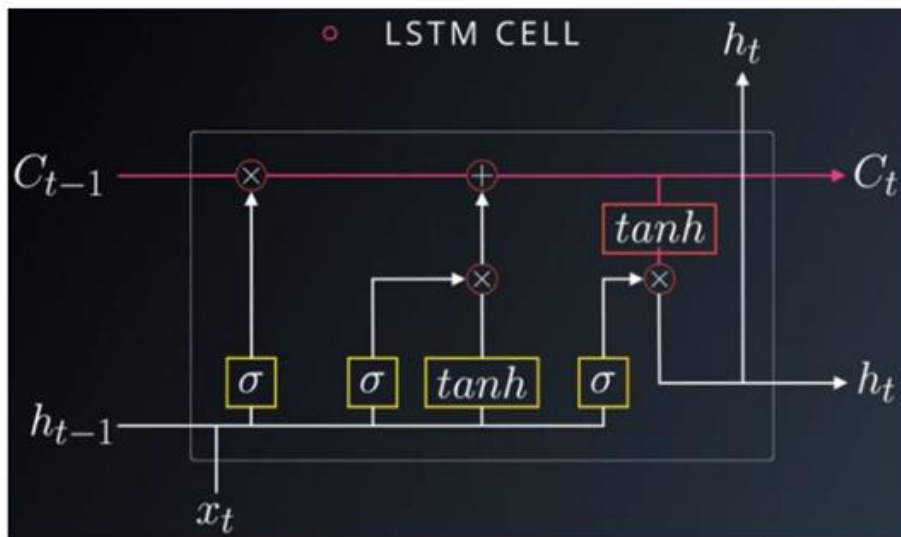 LSTM CELL
h_t
C_{t-1} × + C_t
tanh
× ×
σ σ tanh σ
h_t
h_{t-1}
x_t